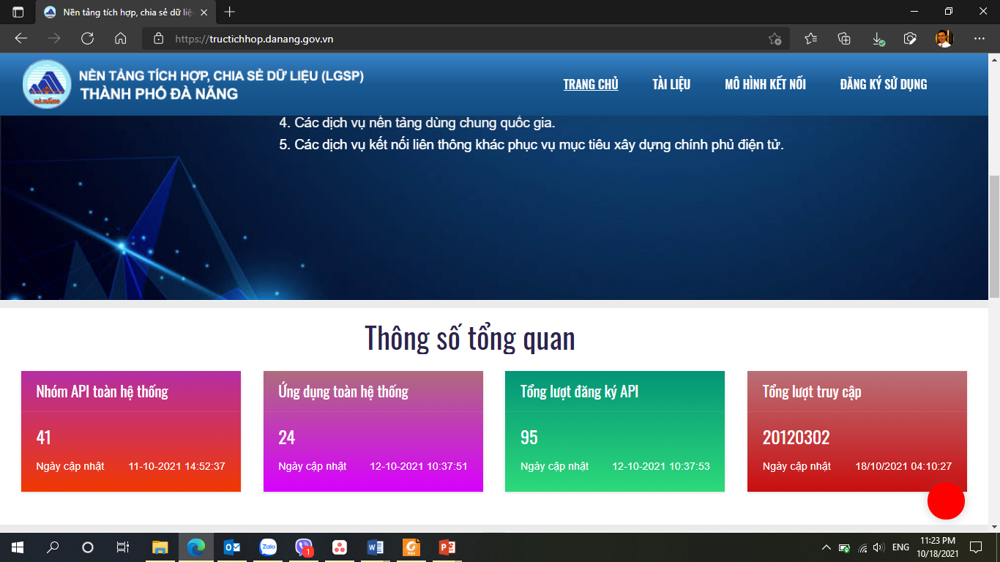 Nền tảng tích hợp, chia sẻ dữ liệ
https://tructichhop.danang.gov.vn
ĐÀ NẴNG
NỀN TẢNG TÍCH HỢP, CHIA SẺ DỮ LIỆU (LGSP)
THÀNH PHỐ ĐÀ NẴNG
TRANG CHỦ
TÀI LIỆU
MÔ HÌNH KẾT NỐI
ĐĂNG KÝ SỬ DỤNG
4. Các dịch vụ nền tảng dùng chung quốc gia.
5. Các dịch vụ kết nối liên thông khác phục vụ mục tiêu xây dựng chính phủ điện tử.
Thông số tổng quan
Nhóm API toàn hệ thống
41
Ngày cập nhật 11-10-2021 14:52:37
Ứng dụng toàn hệ thống
24
Ngày cập nhật 12-10-2021 10:37:51
Tổng lượt đăng ký API
95
Ngày cập nhật 12-10-2021 10:37:53
Tổng lượt truy cập
20120302
Ngày cập nhật 18/10/2021 04:10:27
Zalo
1
PDF
ENG
11:23 PM
10/18/2021